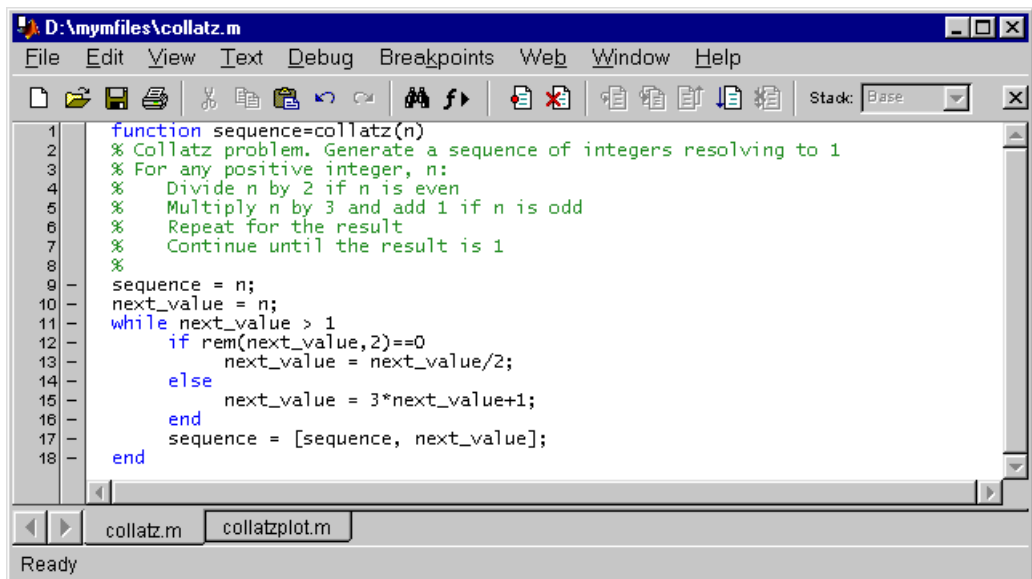 D:\mymfiles\collatz.m
File Edit View Text Debug Breakpoints Web Window Help
Stack: Base
1 function sequence=collatz(n)
2 % Collatz problem. Generate a sequence of integers resolving to 1
3 % For any positive integer, n:
4 %    Divide n by 2 if n is even
5 %    Multiply n by 3 and add 1 if n is odd
6 %    Repeat for the result
7 %    Continue until the result is 1
8 %
9 – sequence = n;
10 – next_value = n;
11 – while next_value > 1
12 –     if rem(next_value,2)==0
13 –         next_value = next_value/2;
14 –     else
15 –         next_value = 3*next_value+1;
16 –     end
17 –     sequence = [sequence, next_value];
18 – end
collatz.m collatzplot.m
Ready